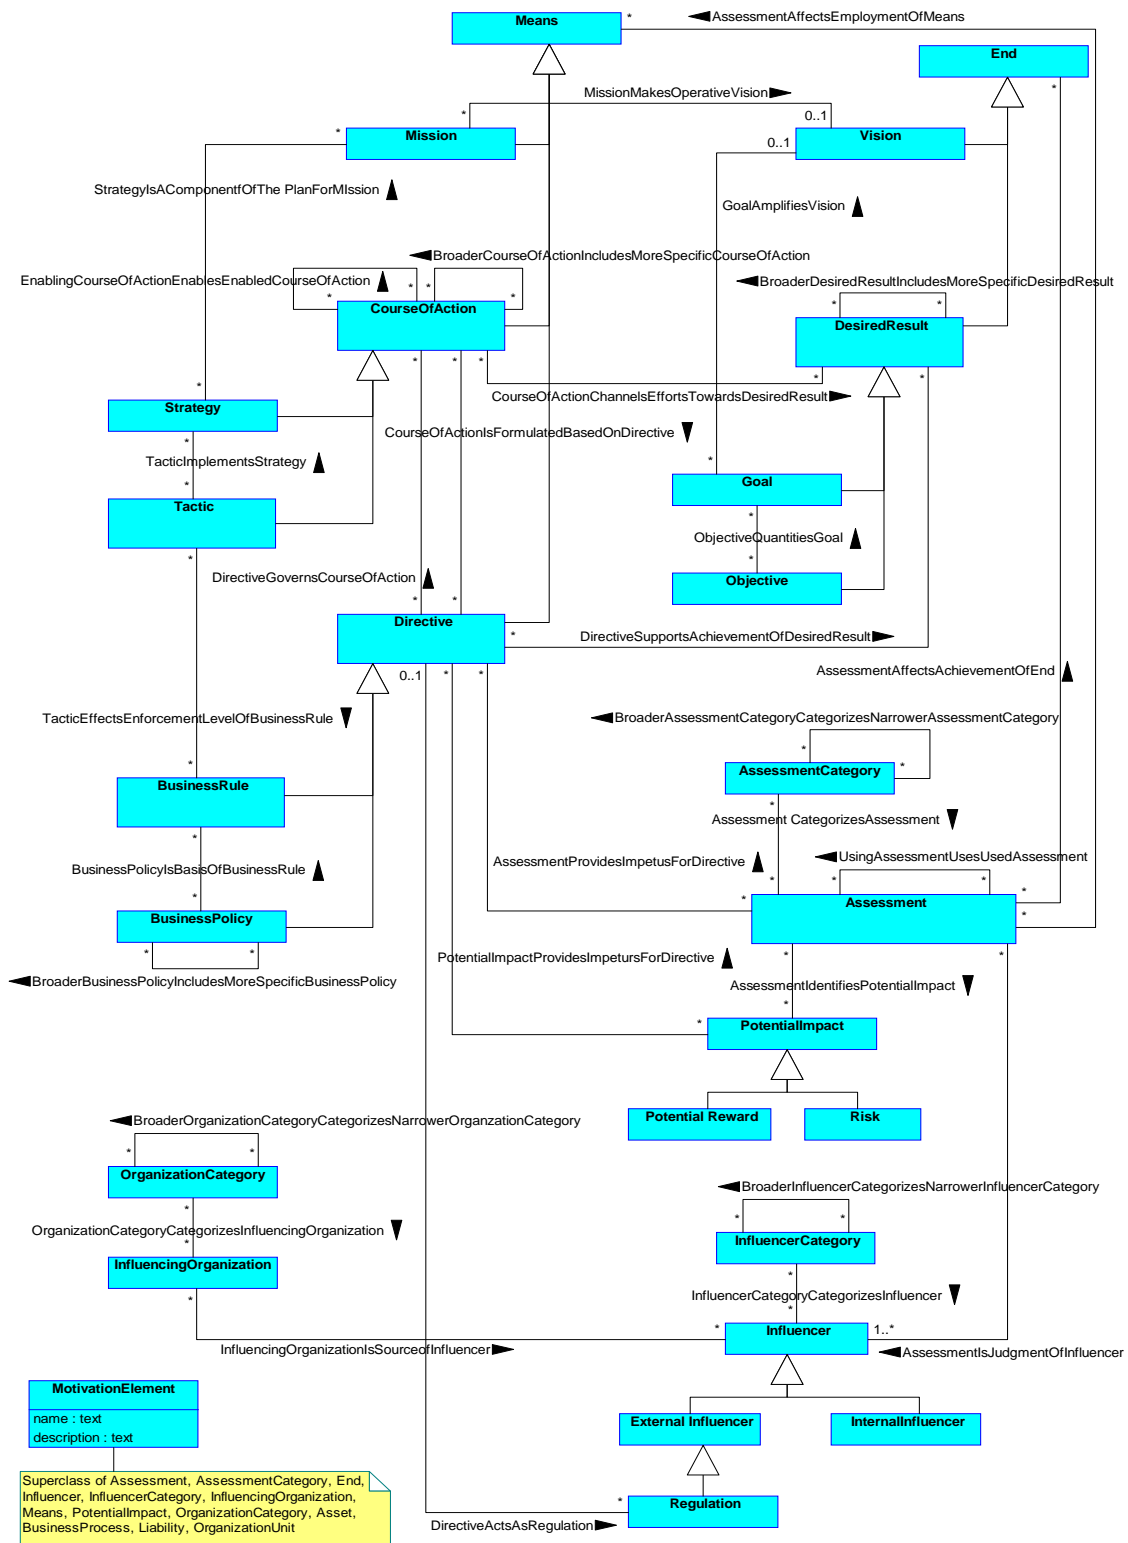 Means
*
AssessmentAffectsEmploymentOfMeans
End
*
MissionMakesOperativeVision
*
0..1
*
Mission
0..1
Vision
StrategyIsAComponentfOfThe PlanForMIssion
GoalAmplifiesVision
BroaderCourseOfActionIncludesMoreSpecificCourseOfAction
EnablingCourseOfActionEnablesEnabledCourseOfAction
*
*
*
*
BroaderDesiredResultIncludesMoreSpecificDesiredResult
*
*
CourseOfAction
DesiredResult
*
*
*
*
*
*
CourseOfActionChannelsEffortsTowardsDesiredResult
Strategy
*
CourseOfActionIsFormulatedBasedOnDirective
TacticImplementsStrategy
*
*
Goal
Tactic
*
*
ObjectiveQuantitiesGoal
*
DirectiveGovernsCourseOfAction
Objective
*
*
Directive
*
DirectiveSupportsAchievementOfDesiredResult
0..1
*
*
AssessmentAffectsAchievementOfEnd
TacticEffectsEnforcementLevelOfBusinessRule
BroaderAssessmentCategoryCategorizesNarrowerAssessmentCategory
*
*
*
BusinessRule
AssessmentCategory
*
Assessment CategorizesAssessment
*
BusinessPolicyIsBasisOfBusinessRule
AssessmentProvidesImpetusForDirective
UsingAssessmentUsesUsedAssessment
*
*
*
*
*
*
Assessment
*
*
BusinessPolicy
*
*
BroaderBusinessPolicyIncludesMoreSpecificBusinessPolicy
PotentialImpactProvidesImpetursForDirective
*
*
AssessmentIdentifiesPotentialImpact
*
*
PotentialImpact
Potential Reward
Risk
BroaderOrganizationCategoryCategorizesNarrowerOrganzationCategory
*
*
OrganizationCategory
*
OrganizationCategoryCategorizesInfluencingOrganization
*
InfluencingOrganization
*
BroaderInfluencerCategorizesNarrowerInfluencerCategory
*
*
InfluencerCategory
*
InfluencerCategoryCategorizesInfluencer
*
*
Influencer
1..*
InfluencingOrganizationIsSourceofInfluencer
AssessmentIsJudgmentOfInfluencer
MotivationElement
name : text
description : text
External Influencer
InternalInfluencer
Superclass of Assessment, AssessmentCategory, End,
Influencer, InfluencerCategory, InfluencingOrganization,
Means, PotentialImpact, OrganizationCategory, Asset,
BusinessProcess, Liability, OrganizationUnit
*
Regulation
DirectiveActsAsRegulation